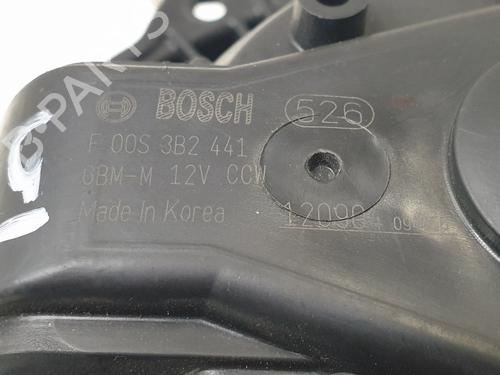 BOSCH 526
F 00S 3B2 441
GBM-M 12V CCW
Made In Korea